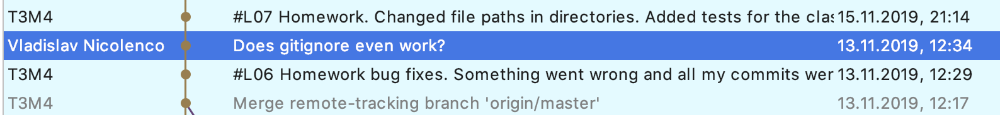 T3M4 #L07 Homework. Changed file paths in directories. Added tests for the clas 15.11.2019, 21:14
Vladislav Nicolenco Does gitignore even work? 13.11.2019, 12:34
T3M4 #L06 Homework bug fixes. Something went wrong and all my commits wer 13.11.2019, 12:29
T3M4 Merge remote-tracking branch 'origin/master' 13.11.2019, 12:17